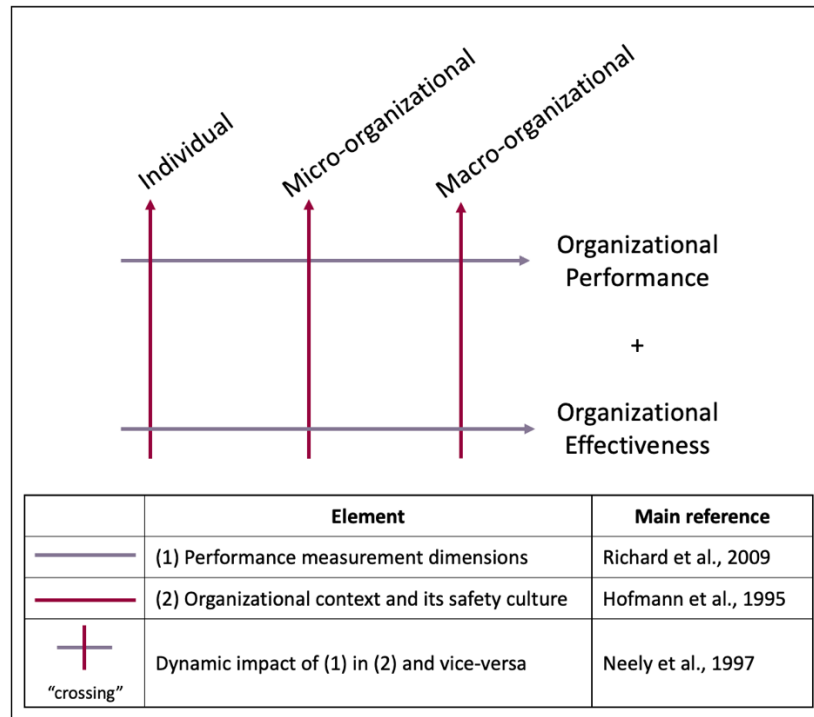 Individual
Micro-organizational
Macro-organizational
Organizational
Performance
+
Organizational
Effectiveness
Element Main reference
(1) Performance measurement dimensions Richard et al., 2009
(2) Organizational context and its safety culture Hofmann et al., 1995
Dynamic impact of (1) in (2) and vice-versa Neely et al., 1997
“crossing”